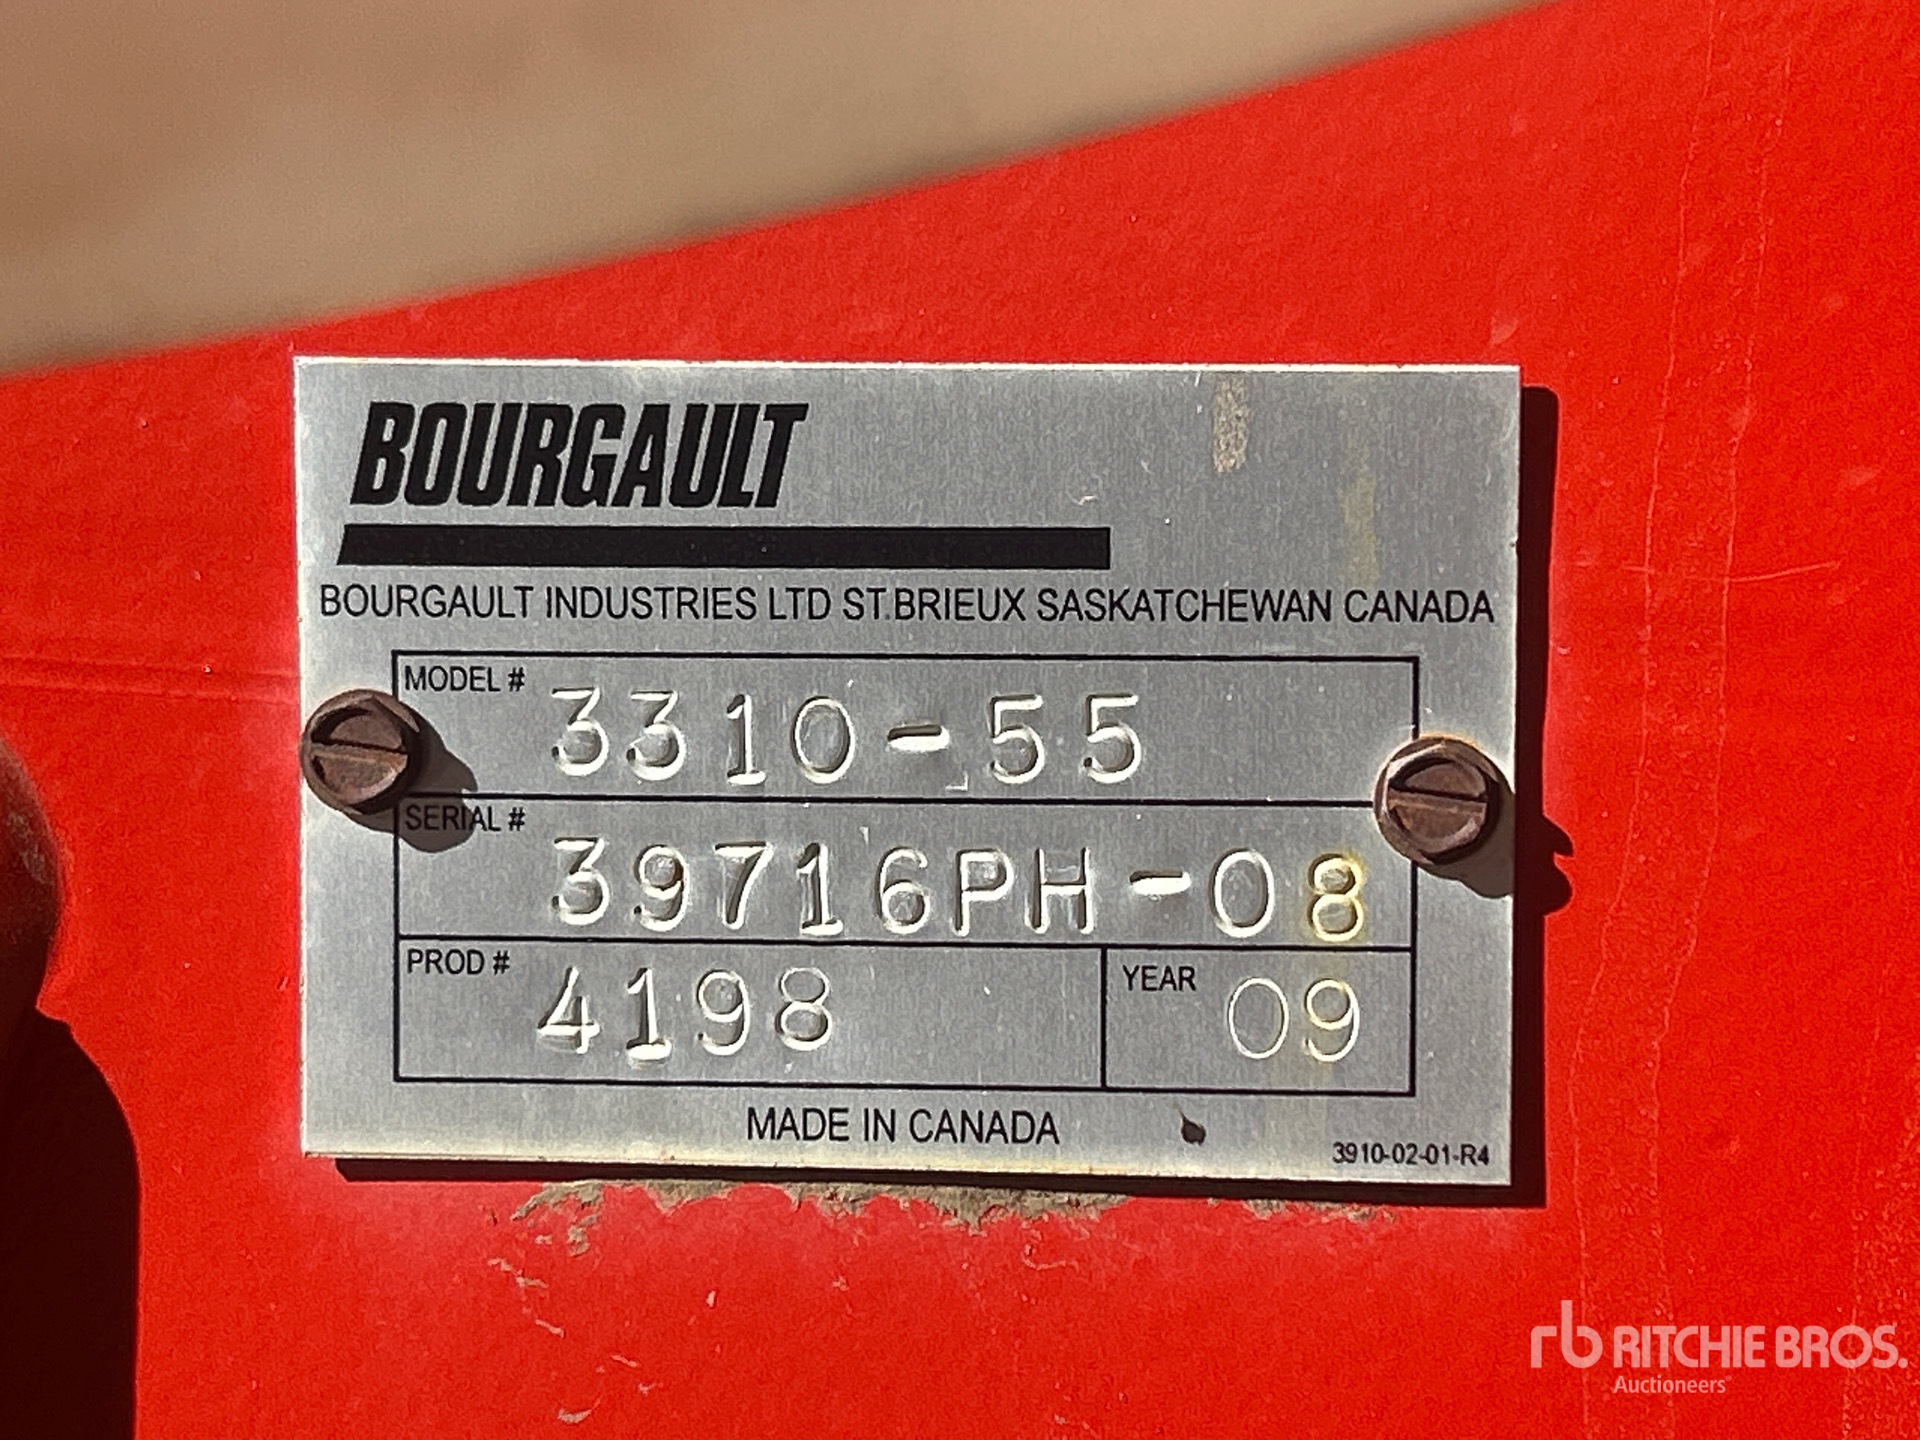 BOURGAULT
BOURGAULT INDUSTRIES LTD ST.BRIEUX SASKATCHEWAN CANADA
MODEL # 3310-55
SERIAL # 39716PH-08
PROD # 4198 YEAR 09
MADE IN CANADA
3910-02-01-R4
rb RITCHIE BROS.
Auctioneers